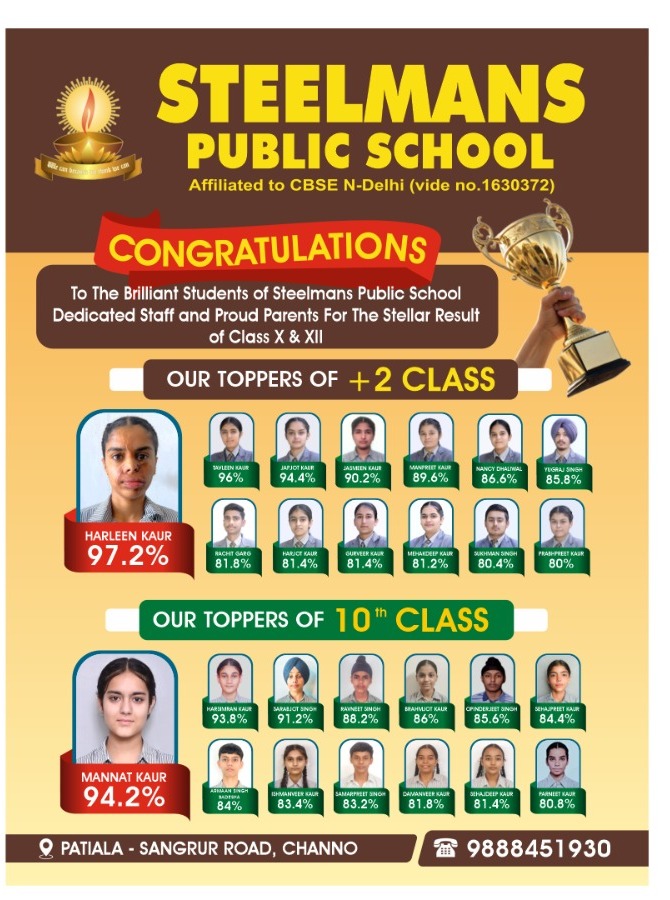 STEELMANS
PUBLIC SCHOOL
Affiliated to CBSE N-Delhi (vide no.1630372)
CONGRATULATIONS
To The Brilliant Students of Steelmans Public School
Dedicated Staff and Proud Parents For The Stellar Result
of Class X & XII
OUR TOPPERS OF +2 CLASS
HARLEEN KAUR
97.2%
TAVLEEN KAUR
96%
JAPJOT KAUR
94.4%
JASMEEN KAUR
90.2%
MANPREET KAUR
89.6%
NANCY DHALIWAL
86.6%
YUGRAJ SINGH
85.8%
RACHIT GARG
81.8%
HARJOT KAUR
81.4%
GURVEER KAUR
81.4%
MEHAKDEEP KAUR
81.2%
SUKHMAN SINGH
80.4%
PRABHPREET KAUR
80%
OUR TOPPERS OF 10th CLASS
MANNAT KAUR
94.2%
HARSIMRAN KAUR
93.8%
SARABJOT SINGH
91.2%
RAVNEET SINGH
88.2%
BRAHMJOT KAUR
86%
OPINDERJEET SINGH
85.6%
SEHAJPREET KAUR
84.4%
ARMAAN SINGH
84%
ISHMANVEER KAUR
83.4%
SAMARPREET SINGH
83.2%
DAMANVEER KAUR
81.8%
SEHAJDEEP KAUR
81.4%
PARNEET KAUR
80.8%
PATIALA - SANGRUR ROAD, CHANNO
9888451930